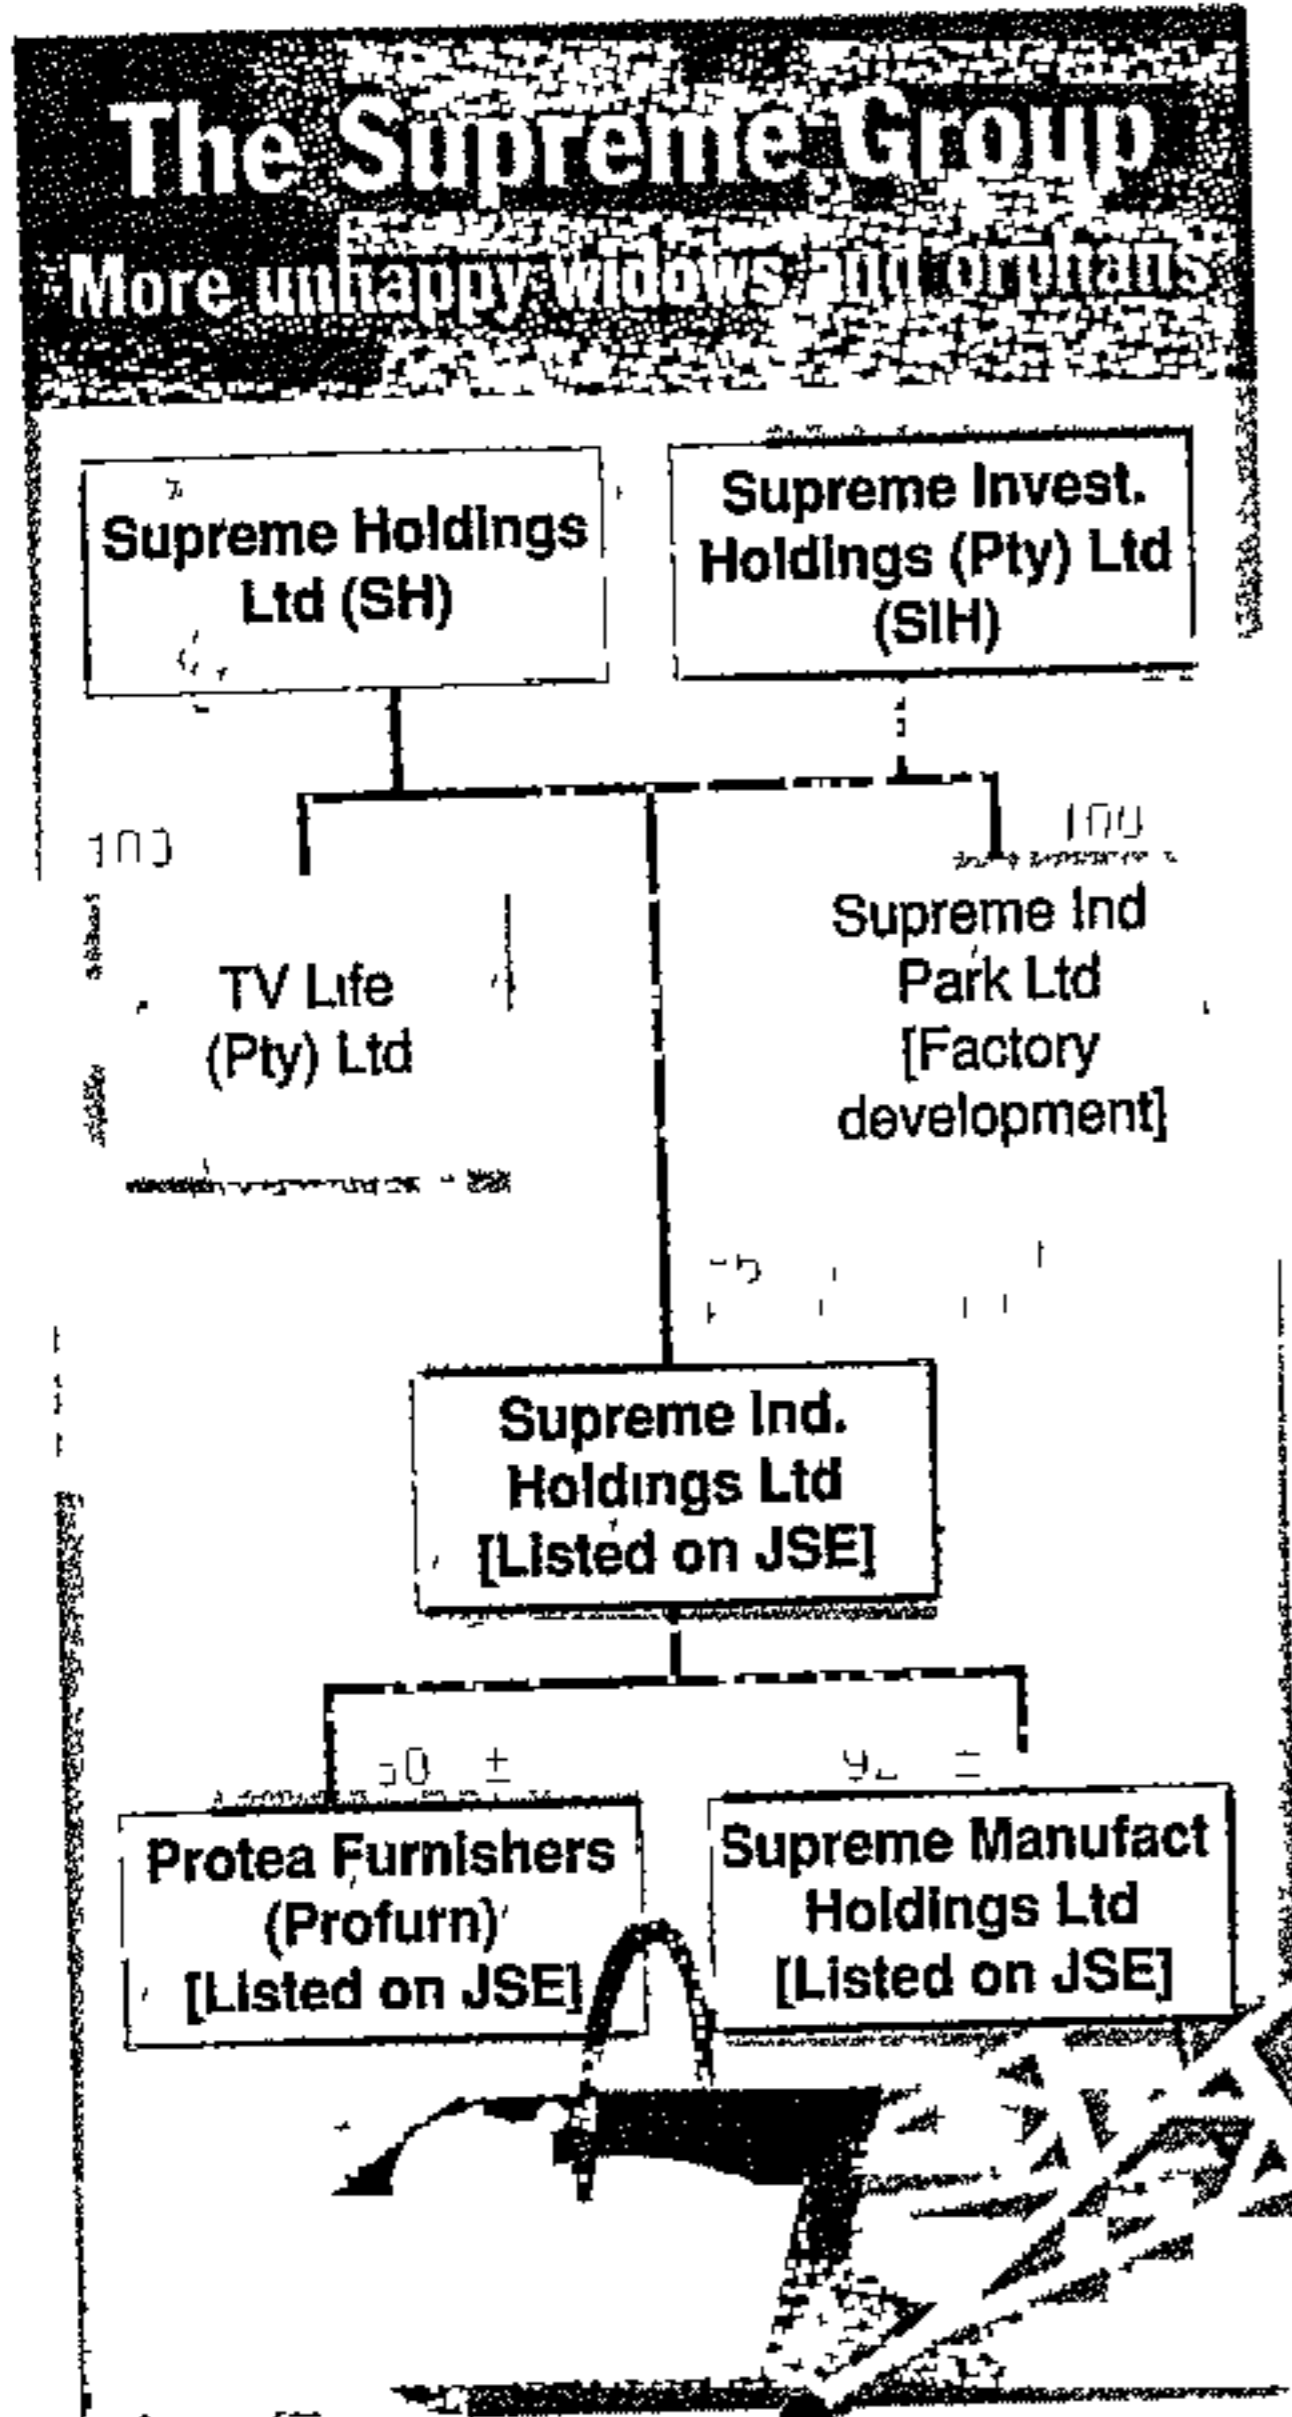 The Supreme Group
More unhappy widows and orphans
Supreme Holdings
Ltd (SH)
Supreme Invest.
Holdings (Pty) Ltd
(SIH)
100
100
TV Life
(Pty) Ltd
Supreme Ind
Park Ltd
[Factory
development]
Supreme Ind.
Holdings Ltd
[Listed on JSE]
Protea Furnishers
(Profurn)
[Listed on JSE]
Supreme Manufact
Holdings Ltd
[Listed on JSE]